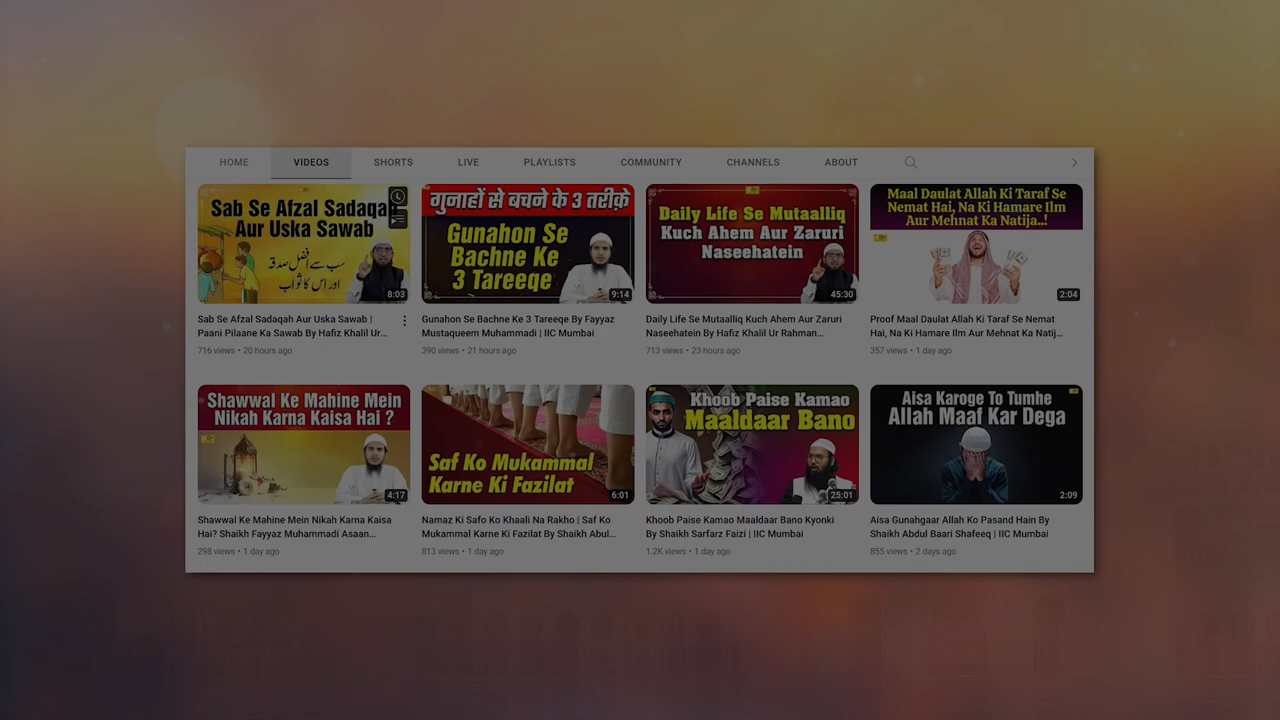 HOME VIDEOS SHORTS LIVE PLAYLISTS COMMUNITY CHANNELS ABOUT
Sab Se Afzal Sadaqah
Aur Uska Sawab
سب سے افضل صدقہ
اور اس کا ثواب
8:03
Sab Se Afzal Sadaqah Aur Uska Sawab |
Paani Pilaane Ka Sawab By Hafiz Khalil Ur...
716 views • 20 hours ago
गुनाहों से बचने के 3 तरीक़े
Gunahon Se
Bachne Ke
3 Tareeqe
9:14
Gunahon Se Bachne Ke 3 Tareeqe By Fayyaz
Mustaqueem Muhammadi | IIC Mumbai
390 views • 21 hours ago
Daily Life Se Mutaalliq
Kuch Ahem Aur Zaruri
Naseehatein
45:30
Daily Life Se Mutaalliq Kuch Ahem Aur Zaruri
Naseehatein By Hafiz Khalil Ur Rahman...
713 views • 23 hours ago
Maal Daulat Allah Ki Taraf Se
Nemat Hai, Na Ki Hamare Ilm
Aur Mehnat Ka Natija..!
2:04
Proof Maal Daulat Allah Ki Taraf Se Nemat
Hai, Na Ki Hamare Ilm Aur Mehnat Ka Natij...
357 views • 1 day ago
Shawwal Ke Mahine Mein
Nikah Karna Kaisa Hai ?
4:17
Shawwal Ke Mahine Mein Nikah Karna Kaisa
Hai? Shaikh Fayyaz Muhammadi Asaan...
298 views • 1 day ago
Saf Ko Mukammal
Karne Ki Fazilat
6:01
Namaz Ki Safo Ko Khaali Na Rakho | Saf Ko
Mukammal Karne Ki Fazilat By Shaikh Abul...
813 views • 1 day ago
Khoob Paise Kamao
Maaldaar Bano
25:01
Khoob Paise Kamao Maaldaar Bano Kyonki
By Shaikh Sarfarz Faizi | IIC Mumbai
1.2K views • 1 day ago
Aisa Karoge To Tumhe
Allah Maaf Kar Dega
2:09
Aisa Gunahgaar Allah Ko Pasand Hain By
Shaikh Abdul Baari Shafeeq | IIC Mumbai
855 views • 2 days ago